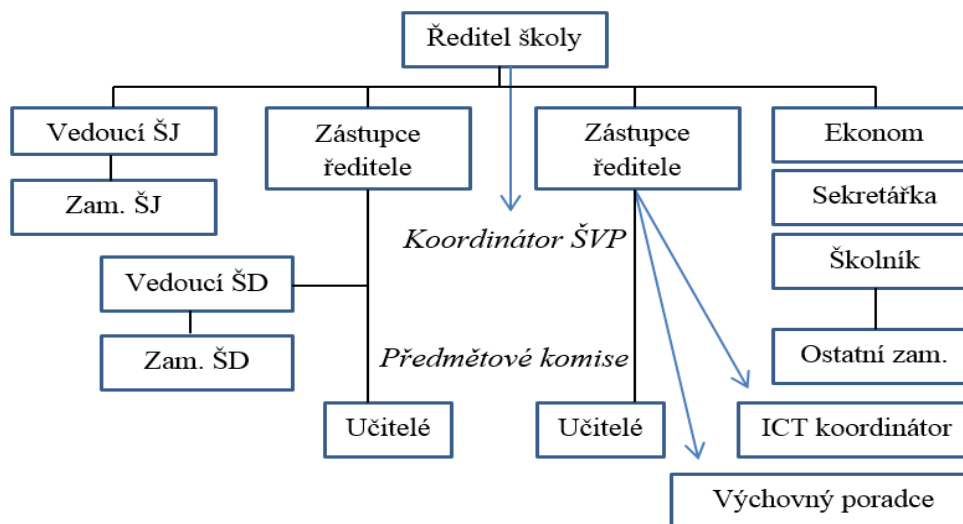 Ředitel školy
Vedoucí ŠJ
Zástupce
ředitele
Zástupce
ředitele
Ekonom
Zam. ŠJ
Sekretářka
Koordinátor ŠVP
Školník
Vedoucí ŠD
Zam. ŠD
Předmětové komise
Ostatní zam.
Učitelé
Učitelé
ICT koordinátor
Výchovný poradce